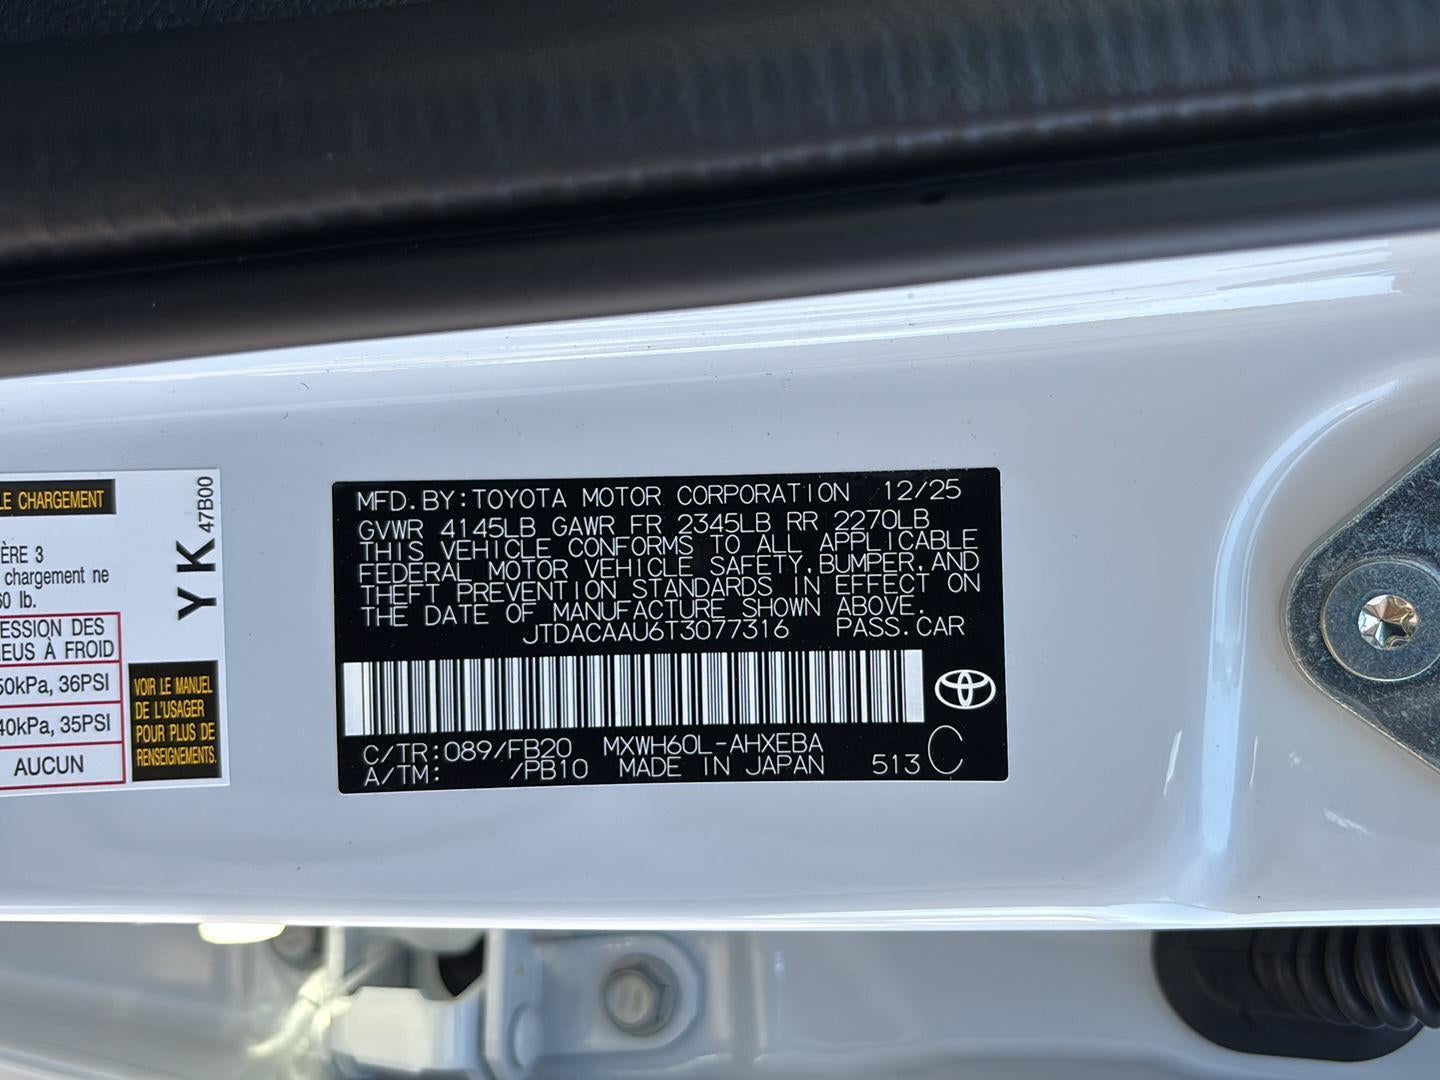 LE CHARGEMENT
ÈRE 3
chargement ne
60 lb.
ESSION DES
EUS À FROID
50kPa, 36PSI
40kPa, 35PSI
AUCUN
YK 47B00
VOIR LE MANUEL
DE L'USAGER
POUR PLUS DE
RENSEIGNEMENTS.
MFD.BY:TOYOTA MOTOR CORPORATION 12/25
GVWR 4145LB GAWR FR 2345LB RR 2270LB
THIS VEHICLE CONFORMS TO ALL APPLICABLE
FEDERAL MOTOR VEHICLE SAFETY,BUMPER,AND
THEFT PREVENTION STANDARDS IN EFFECT ON
THE DATE OF MANUFACTURE SHOWN ABOVE.
JTDACAAU6T3077316 PASS.CAR
C/TR:089/FB20 MXWH60L-AHXEBA
A/TM: /PB10 MADE IN JAPAN 513 C